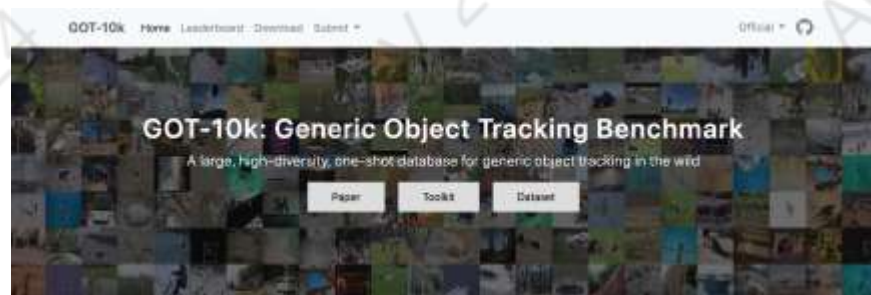 GOT-10k Home Leaderboard Download Submit Official
GOT-10k: Generic Object Tracking Benchmark
A large, high-diversity, one-shot database for generic object tracking in the wild
Paper Toolkit Dataset